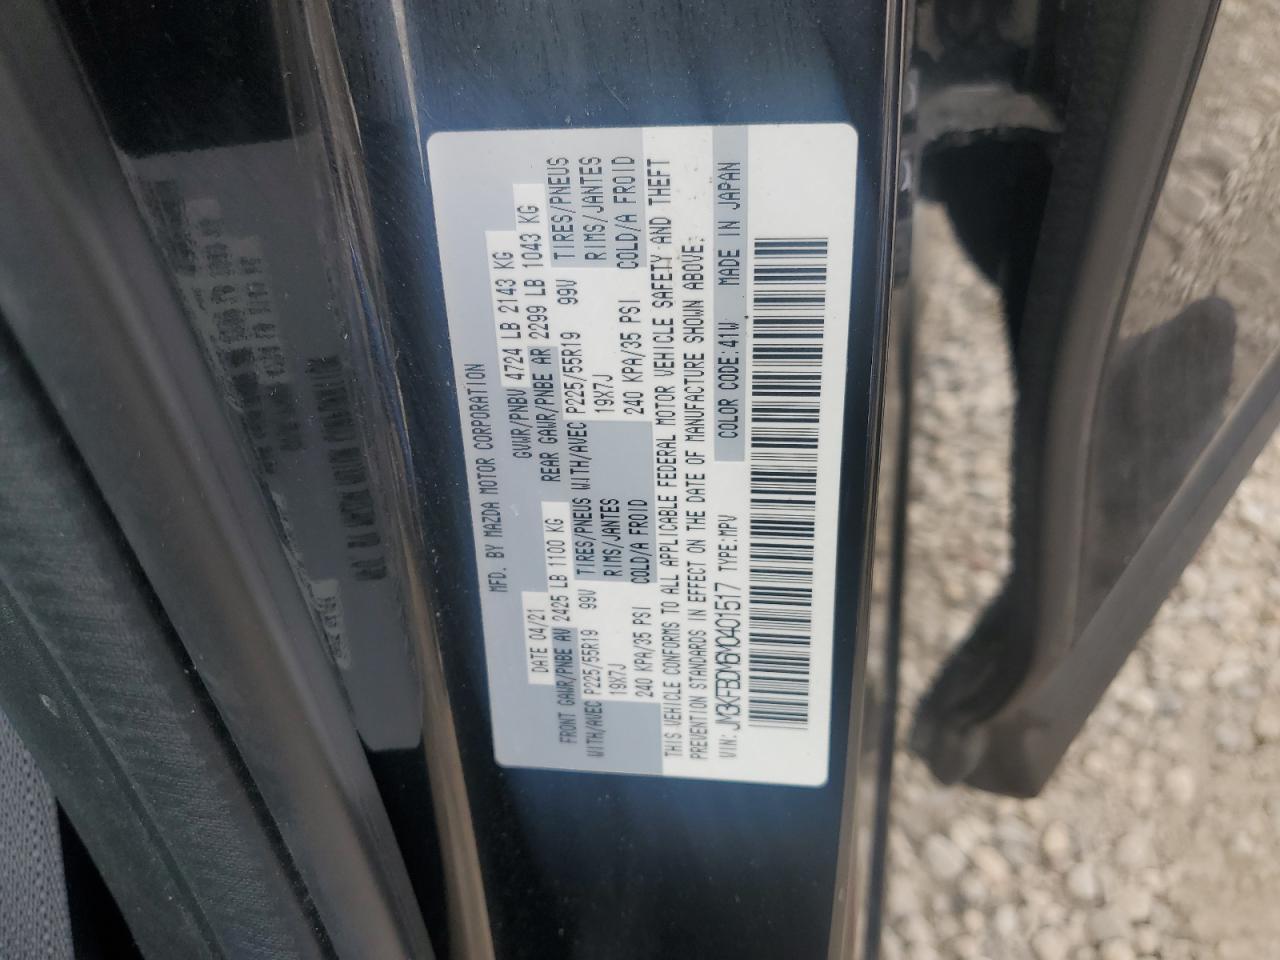 MFD. BY MAZDA MOTOR CORPORATION
DATE 04/21 GVWR/PNBV 4724 LB 2143 KG
FRONT GAWR/PNBE AV 2425 LB 1100 KG REAR GAWR/PNBE AR 2299 LB 1043 KG
WITH/AVEC P225/55R19 99V TIRES/PNEUS WITH/AVEC P225/55R19 99V TIRES/PNEUS
19X7J RIMS/JANTES 19X7J RIMS/JANTES
240 KPA/35 PSI COLD/A FROID 240 KPA/35 PSI COLD/A FROID
THIS VEHICLE CONFORMS TO ALL APPLICABLE FEDERAL MOTOR VEHICLE SAFETY AND THEFT
PREVENTION STANDARDS IN EFFECT ON THE DATE OF MANUFACTURE SHOWN ABOVE.
VIN: JM3KFBDM6M0401517 TYPE:MPV COLOR CODE:41W MADE IN JAPAN